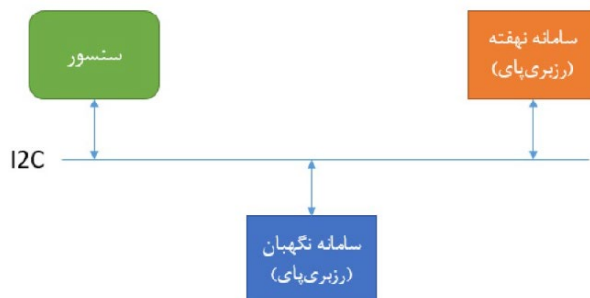 سنسور
سامانه نهفته
(رزبری‌پای)
I2C
سامانه نگهبان
(رزبری‌پای)